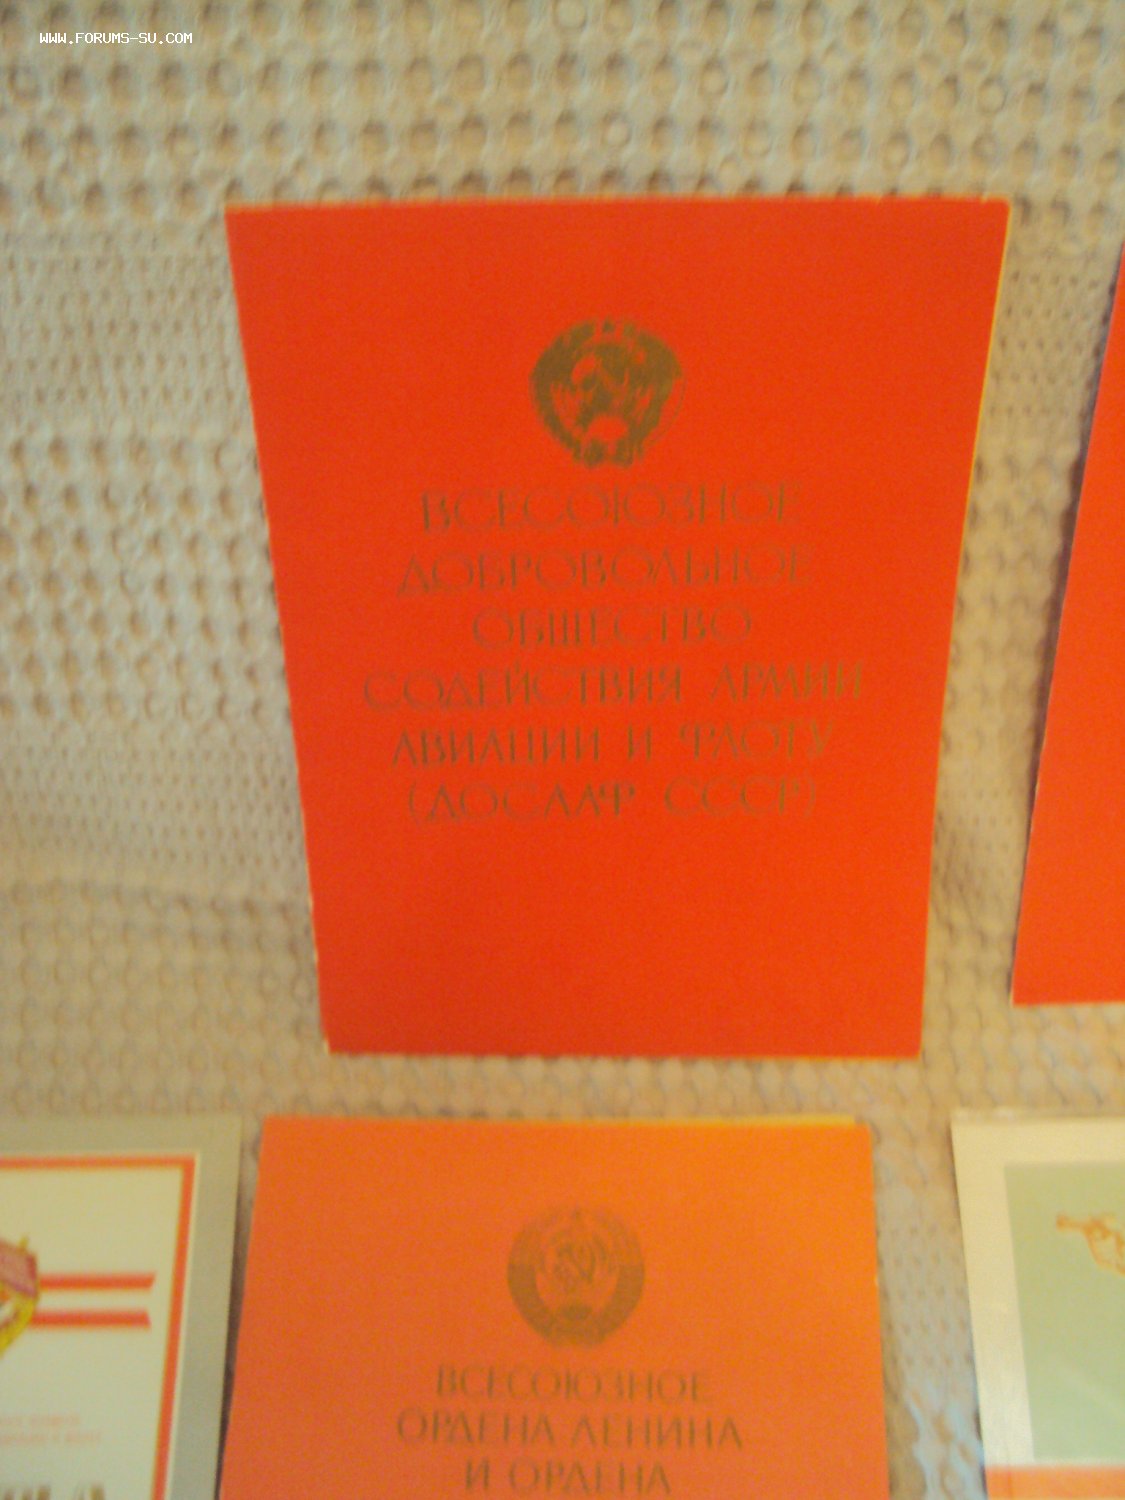 WWW.FORUMS-SU.COM
ВСЕСОЮЗНОЕ
ДОБРОВОЛЬНОЕ
ОБЩЕСТВО
СОДЕЙСТВИЯ АРМИИ
АВИАЦИИ И ФЛОТУ
(ДОСААФ СССР)
ВСЕСОЮЗНОЕ
ОРДЕНА ЛЕНИНА
И ОРДЕНА